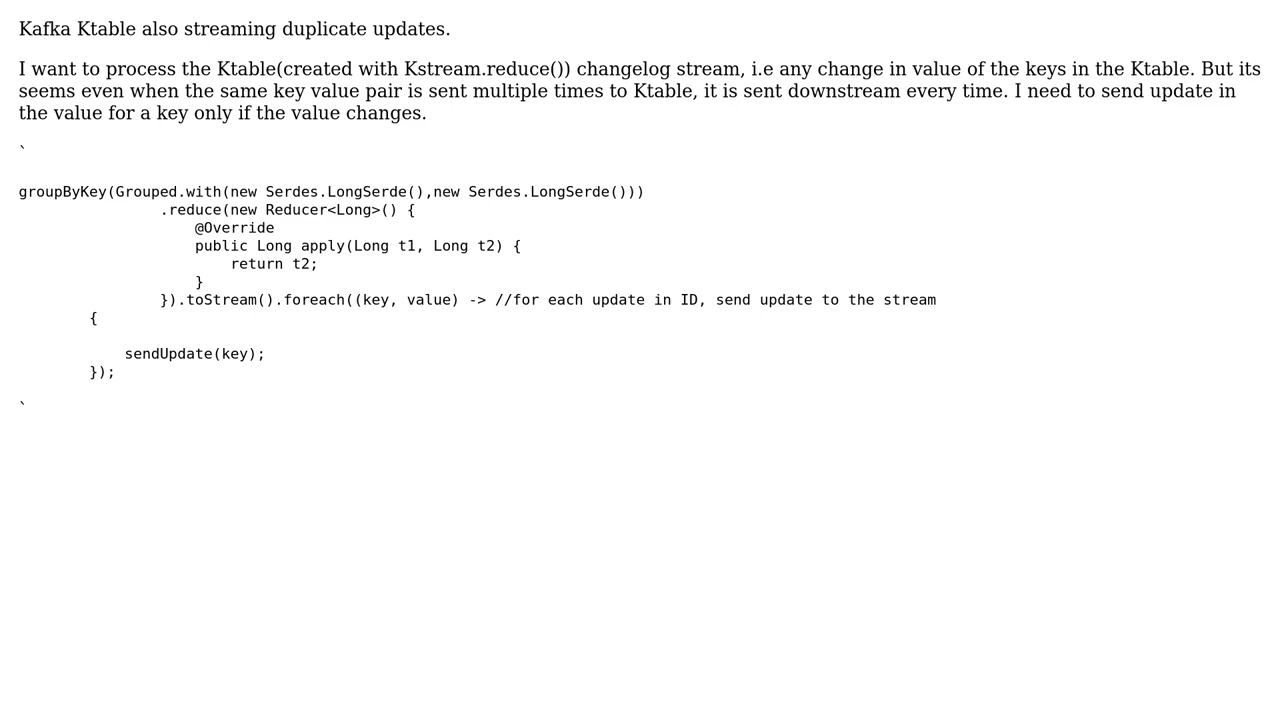 Kafka Ktable also streaming duplicate updates.
I want to process the Ktable(created with Kstream.reduce()) changelog stream, i.e any change in value of the keys in the Ktable. But its
seems even when the same key value pair is sent multiple times to Ktable, it is sent downstream every time. I need to send update in
the value for a key only if the value changes.
`
groupByKey(Grouped.with(new Serdes.LongSerde(),new Serdes.LongSerde()))
                .reduce(new Reducer<Long>() {
                    @Override
                    public Long apply(Long t1, Long t2) {
                        return t2;
                    }
                }).toStream().foreach((key, value) -> //for each update in ID, send update to the stream
        {
            sendUpdate(key);
        });
`